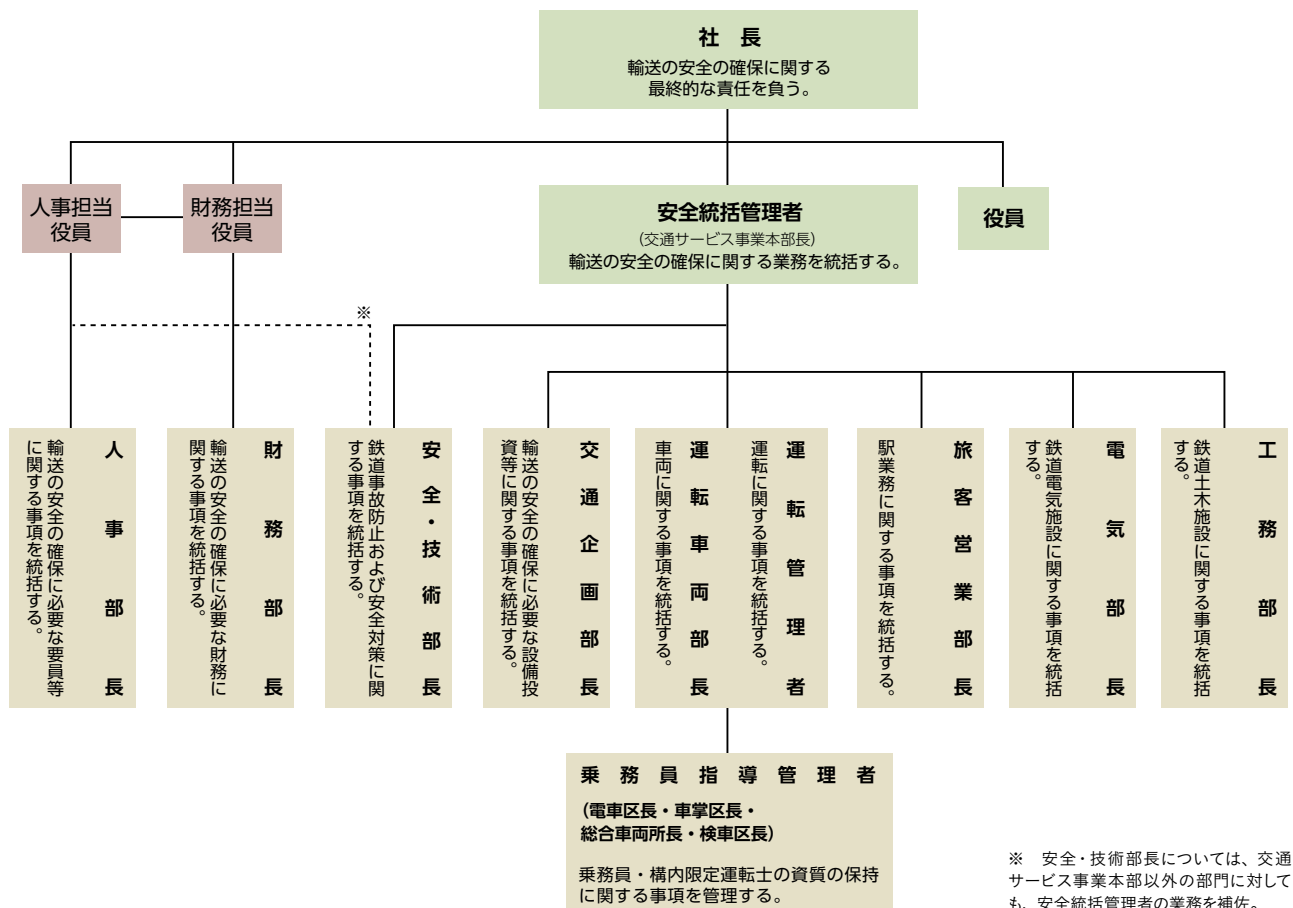 社　長
輸送の安全の確保に関する
最終的な責任を負う。
人事担当
役員
財務担当
役員
安全統括管理者
（交通サービス事業本部長）
輸送の安全の確保に関する業務を統括する。
役員
※
人事部長
輸送の安全の確保に必要な要員等
に関する事項を統括する。
財務部長
輸送の安全の確保に必要な財務に
関する事項を統括する。
安全・技術部長
鉄道事故防止および安全対策に関
する事項を統括する。
交通企画部長
輸送の安全の確保に必要な設備投
資等に関する事項を統括する。
運転車両部長
車両に関する事項を統括する。
運転管理者
運転に関する事項を統括する。
旅客営業部長
駅業務に関する事項を統括する。
電気部長
鉄道電気施設に関する事項を統括
する。
工務部長
鉄道土木施設に関する事項を統括
する。
乗務員指導管理者
（電車区長・車掌区長・
総合車両所長・検車区長）
乗務員・構内限定運転士の資質の保持
に関する事項を管理する。
※　安全・技術部長については、交通
サービス事業本部以外の部門に対して
も、安全統括管理者の業務を補佐。